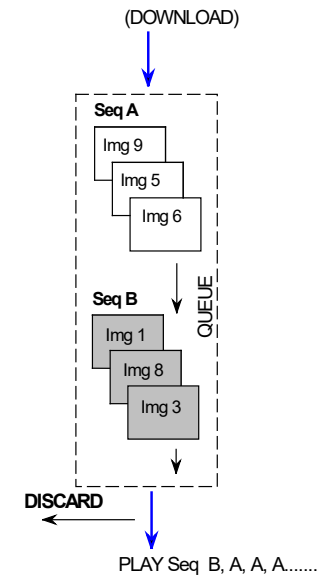 (DOWNLOAD)
Seq A
Img 9
Img 5
Img 6
QUEUE
Seq B
Img 1
Img 8
Img 3
DISCARD
PLAY Seq B, A, A, A.......